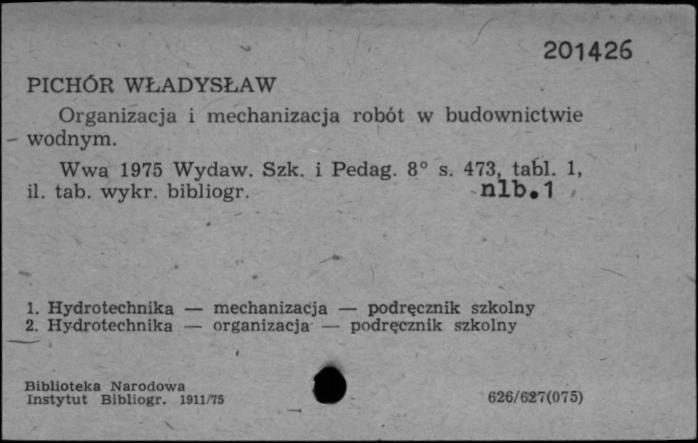 201426
PICHÓR WŁADYSŁAW
Organizacja i mechanizacja robót w budownictwie
wodnym.
Wwa 1975 Wydaw. Szk. i Pedag. 8° s. 473, tabl. 1,
il. tab. wykr. bibliogr. nlb.1
1. Hydrotechnika — mechanizacja — podręcznik szkolny
2. Hydrotechnika — organizacja — podręcznik szkolny
Biblioteka Narodowa
Instytut Bibliogr. 1911/75 626/627(075)